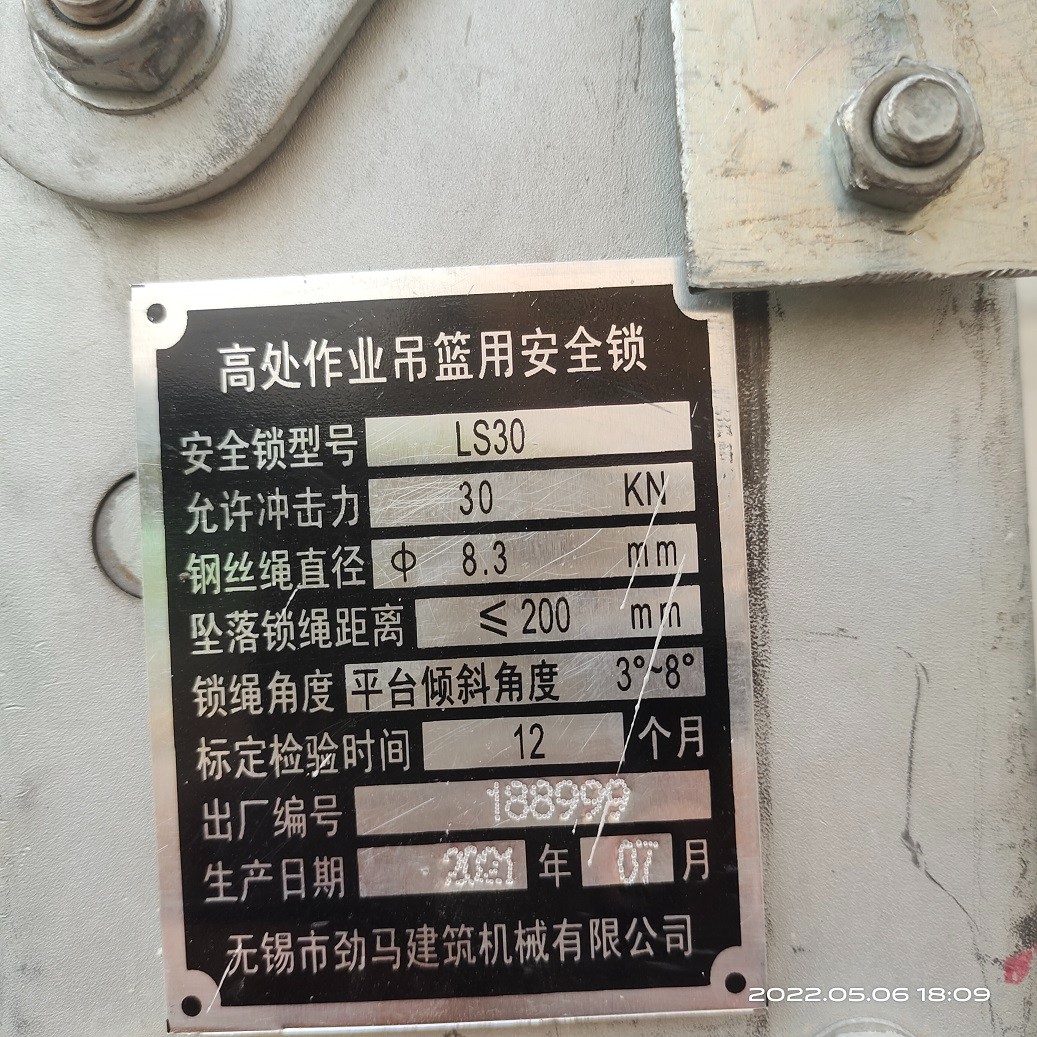 高处作业吊篮用安全锁
安全锁型号 LS30
允许冲击力 30 KN
钢丝绳直径 ф 8.3 mm
坠落锁绳距离 ≤200 mm
锁绳角度 平台倾斜角度 3°~8°
标定检验时间 12 个月
出厂编号 188999
生产日期 2021 年 07 月
无锡市劲马建筑机械有限公司
2022.05.06 18:09